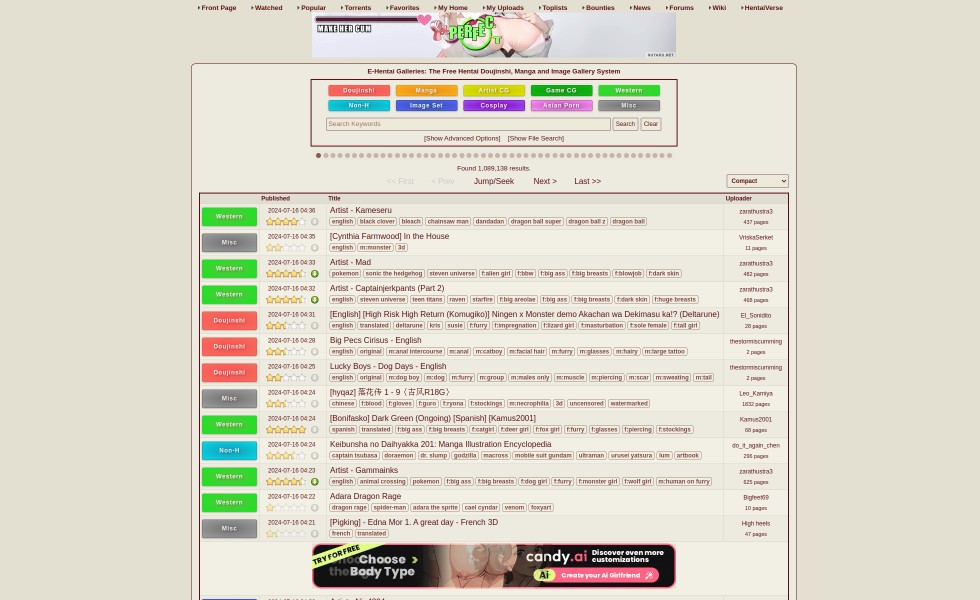 Front Page Watched Popular Torrents Favorites My Home My Uploads Toplists Bounties News Forums Wiki HentaiVerse
MAKE HER CUM
PERFECT
NUTAKU.NET
E-Hentai Galleries: The Free Hentai Doujinshi, Manga and Image Gallery System
Doujinshi Manga Artist CG Game CG Western
Non-H Image Set Cosplay Asian Porn Misc
Search Keywords Search Clear
[Show Advanced Options] [Show File Search]
Found 1,089,138 results.
<< First < Prev Jump/Seek Next > Last >> Compact
Published Title Uploader
Western 2024-07-16 04:36 Artist - Kameseru zarathustra3
english black clover bleach chainsaw man dandadan dragon ball super dragon ball z dragon ball 437 pages
Misc 2024-07-16 04:35 [Cynthia Farmwood] In the House VriskaSerket
english m:monster 3d 11 pages
Western 2024-07-16 04:33 Artist - Mad zarathustra3
pokemon sonic the hedgehog steven universe f:alien girl f:bbw f:big ass f:big breasts f:blowjob f:dark skin 462 pages
Western 2024-07-16 04:32 Artist - Captainjerkpants (Part 2) zarathustra3
english steven universe teen titans raven starfire f:big areolae f:big ass f:big breasts f:dark skin f:huge breasts 468 pages
Doujinshi 2024-07-16 04:31 [English] [High Risk High Return (Komugiko)] Ningen x Monster demo Akachan wa Dekimasu ka!? (Deltarune) El_Sonidito
english translated deltarune kris susie f:furry f:impregnation f:lizard girl f:masturbation f:sole female f:tall girl 28 pages
Doujinshi 2024-07-16 04:28 Big Pecs Cirisus - English thestormiscumming
english original m:anal intercourse m:anal m:catboy m:facial hair m:furry m:glasses m:hairy m:large tattoo 2 pages
Doujinshi 2024-07-16 04:25 Lucky Boys - Dog Days - English thestormiscumming
english original m:dog boy m:dog m:furry m:group m:males only m:muscle m:piercing m:scar m:sweating m:tail 2 pages
Misc 2024-07-16 04:24 [hyqaz] 落花传 1 - 9（古风R18G） Leo_Kamiya
chinese f:blood f:gloves f:guro f:ryona f:stockings m:necrophilia 3d uncensored watermarked 1832 pages
Western 2024-07-16 04:24 [Bonifasko] Dark Green (Ongoing) [Spanish] [Kamus2001] Kamus2001
spanish translated f:big ass f:big breasts f:catgirl f:deer girl f:fox girl f:furry f:glasses f:piercing f:stockings 68 pages
Non-H 2024-07-16 04:24 Keibunsha no Daihyakka 201: Manga Illustration Encyclopedia do_it_again_chen
captain tsubasa doraemon dr. slump godzilla macross mobile suit gundam ultraman urusei yatsura lum artbook 296 pages
Western 2024-07-16 04:23 Artist - Gammainks zarathustra3
english animal crossing pokemon f:big ass f:big breasts f:dog girl f:furry f:monster girl f:wolf girl m:human on furry 625 pages
Western 2024-07-16 04:22 Adara Dragon Rage Bigfeet69
dragon rage spider-man adara the sprite cael cyndar venom foxyart 10 pages
Misc 2024-07-16 04:21 [Pigking] - Edna Mor 1. A great day - French 3D High heels
french translated 47 pages
TRY FOR FREE
Choose >
Body Type
candy.ai Discover even more customizations
Ai Create your AI Girlfriend